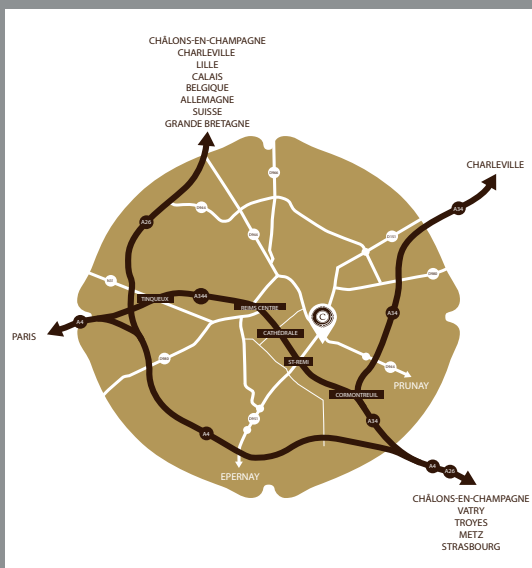 CHÂLONS-EN-CHAMPAGNE
CHARLEVILLE
LILLE
CALAIS
BELGIQUE
ALLEMAGNE
SUISSE
GRANDE BRETAGNE
CHARLEVILLE
A34
A26
TINQUEUX
A344
REIMS CENTRE
A34
C
A4
PARIS
CATHÉDRALE
ST-REMI
PRUNAY
CORMONTREUIL
A34
A4
EPERNAY
A4
A26
CHÂLONS-EN-CHAMPAGNE
VATRY
TROYES
METZ
STRASBOURG